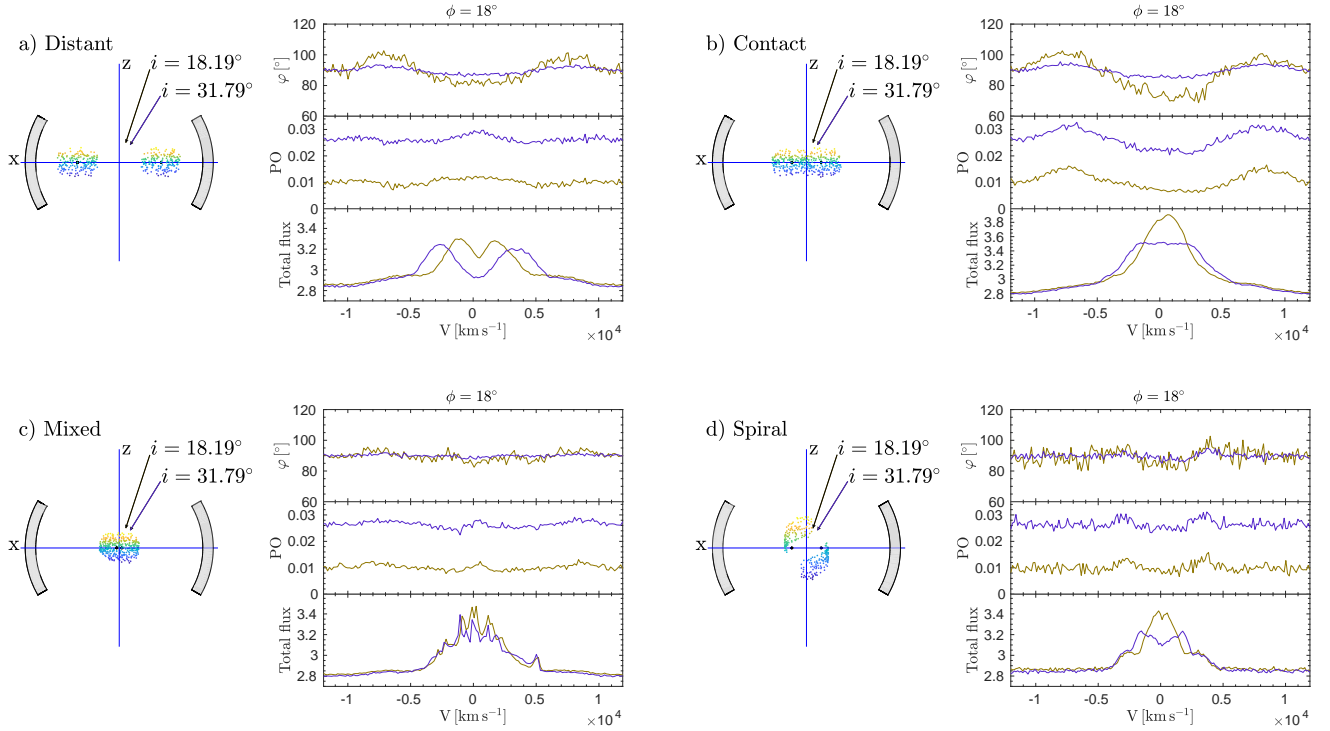 a) Distant
z
i = 18.19°
i = 31.79°
x
ϕ = 18°
120
100
80
60
φ [°]
0.03
0.02
0.01
0
PO
3.4
3.2
3
2.8
Total flux
-1 -0.5 0 0.5 1
V [km s⁻¹]
×10⁴
b) Contact
z
i = 18.19°
i = 31.79°
x
ϕ = 18°
120
100
80
60
φ [°]
0.03
0.02
0.01
0
PO
3.8
3.6
3.4
3.2
3
2.8
Total flux
-1 -0.5 0 0.5 1
V [km s⁻¹]
×10⁴
c) Mixed
z
i = 18.19°
i = 31.79°
x
ϕ = 18°
120
100
80
60
φ [°]
0.03
0.02
0.01
0
PO
3.4
3.2
3
2.8
Total flux
-1 -0.5 0 0.5 1
V [km s⁻¹]
×10⁴
d) Spiral
z
i = 18.19°
i = 31.79°
x
ϕ = 18°
120
100
80
60
φ [°]
0.03
0.02
0.01
0
PO
3.4
3.2
3
2.8
Total flux
-1 -0.5 0 0.5 1
V [km s⁻¹]
×10⁴